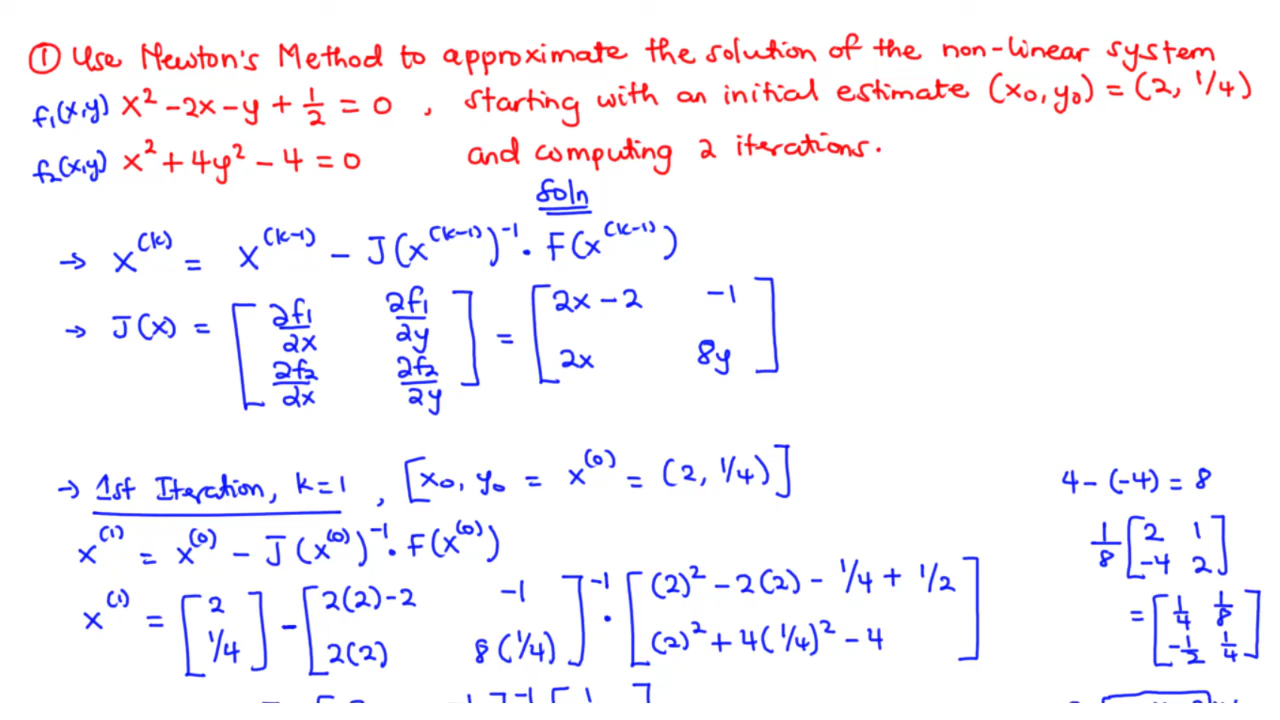 ① Use Newton's Method to approximate the solution of the non-linear system
f₁(x,y) x² - 2x - y + 1/2 = 0 , starting with an initial estimate (x₀, y₀) = (2, 1/4)
f₂(x,y) x² + 4y² - 4 = 0 and computing 2 iterations.
Soln
→ x^(k) = x^(k-1) - J(x^(k-1))^-1 · F(x^(k-1))
→ J(x) = [ ∂f₁/∂x ∂f₁/∂y ; ∂f₂/∂x ∂f₂/∂y ] = [ 2x-2 -1 ; 2x 8y ]
→ 1st Iteration, k=1 , [x₀, y₀ = x^(0) = (2, 1/4)]
x^(1) = x^(0) - J(x^(0))^-1 · F(x^(0))
x^(1) = [ 2 ; 1/4 ] - [ 2(2)-2 -1 ; 2(2) 8(1/4) ]^-1 · [ (2)² - 2(2) - 1/4 + 1/2 ; (2)² + 4(1/4)² - 4 ]
4 - (-4) = 8
1/8 [ 2 1 ; -4 2 ]
= [ 1/4 1/8 ; -1/2 1/4 ]